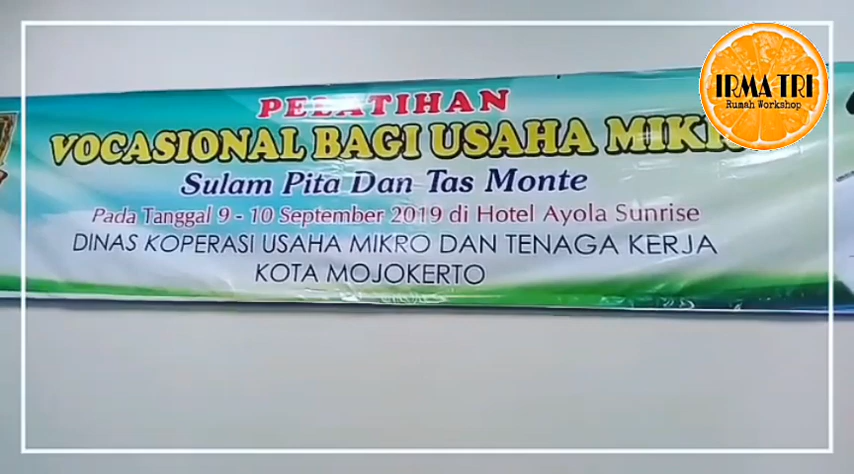 PELATIHAN
VOCASIONAL BAGI USAHA
Sulam Pita Dan Tas Monte
Pada Tanggal 9 - 10 September 2019 di Hotel Ayola Sunrise
DINAS KOPERASI USAHA MIKRO DAN TENAGA KERJA
KOTA MOJOKERTO
IRMA TRI
Rumah Workshop